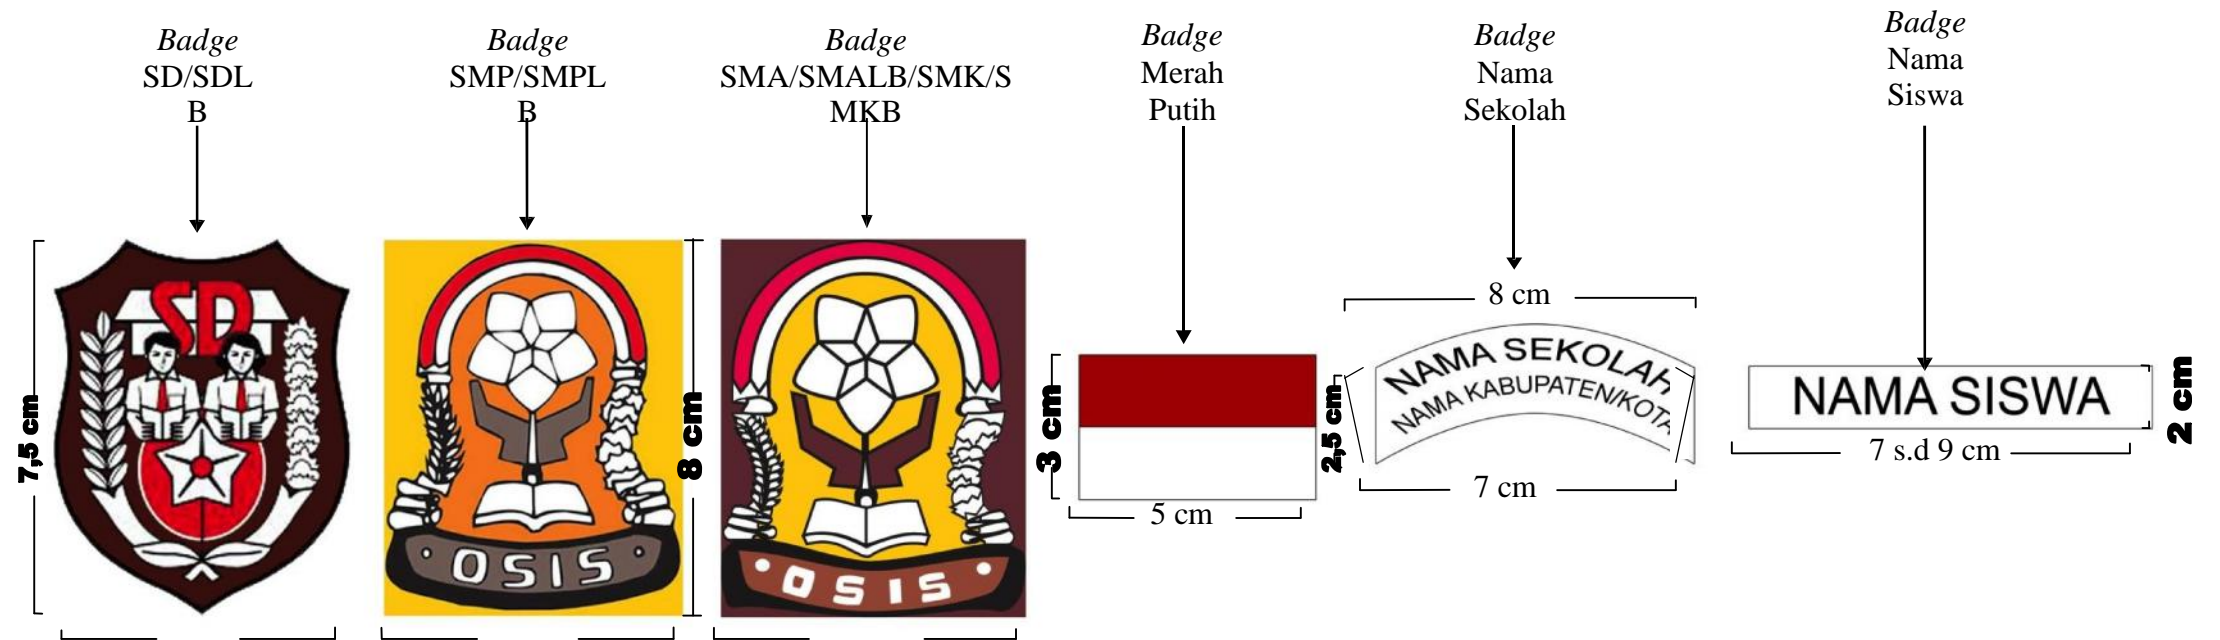 Badge
SD/SDL
B
Badge
SMP/SMPL
B
Badge
SMA/SMALB/SMK/S
MKB
Badge
Merah
Putih
Badge
Nama
Sekolah
Badge
Nama
Siswa
7,5 cm
SD
OSIS
8 cm
OSIS
3 cm
5 cm
8 cm
2,5 cm
NAMA SEKOLAH
NAMA KABUPATEN/KOTA
7 cm
NAMA SISWA
2 cm
7 s.d 9 cm